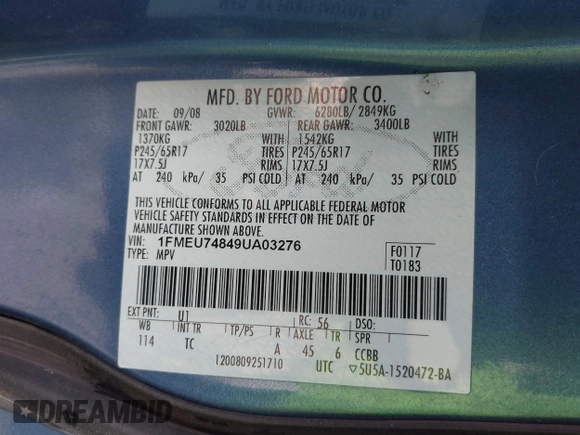 MFD. BY FORD MOTOR CO.
DATE: 09/08 GVWR: 6280LB/ 2849KG
FRONT GAWR: 3020LB REAR GAWR: 3400LB
1370KG WITH 1542KG WITH
P245/65R17 TIRES P245/65R17 TIRES
17X7.5J RIMS 17X7.5J RIMS
AT 240 kPa/ 35 PSI COLD AT 240 kPa/ 35 PSI COLD
THIS VEHICLE CONFORMS TO ALL APPLICABLE FEDERAL MOTOR
VEHICLE SAFETY STANDARDS IN EFFECT ON THE DATE OF
MANUFACTURE SHOWN ABOVE.
VIN: 1FMEU74849UA03276
TYPE: MPV
F0117
T0183
EXT PNT: U1 RC: 56 DSO:
WB INT TR TP/PS R AXLE TR SPR
114 TC A 45 6 CCBB
1200809251710 UTC ▽5U5A-1520472-BA
DREAMBID